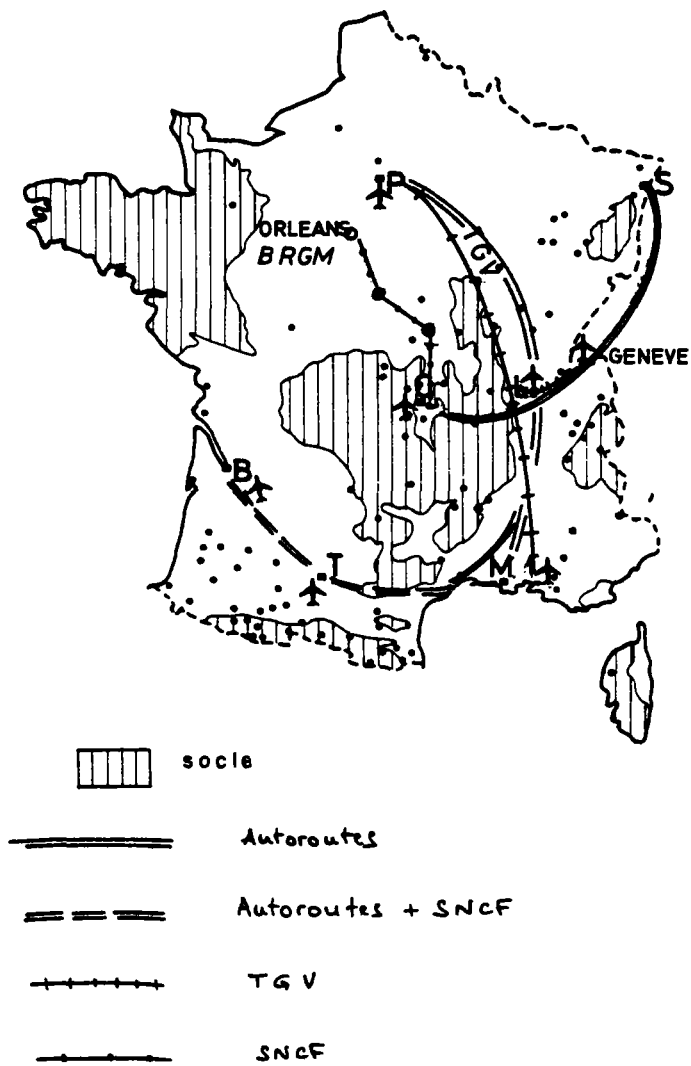 P
S
ORLEANS
BRGM
TGV
GENEVE
L
B
T
M
socle
Autoroutes
Autoroutes + SNCF
TGV
SNCF